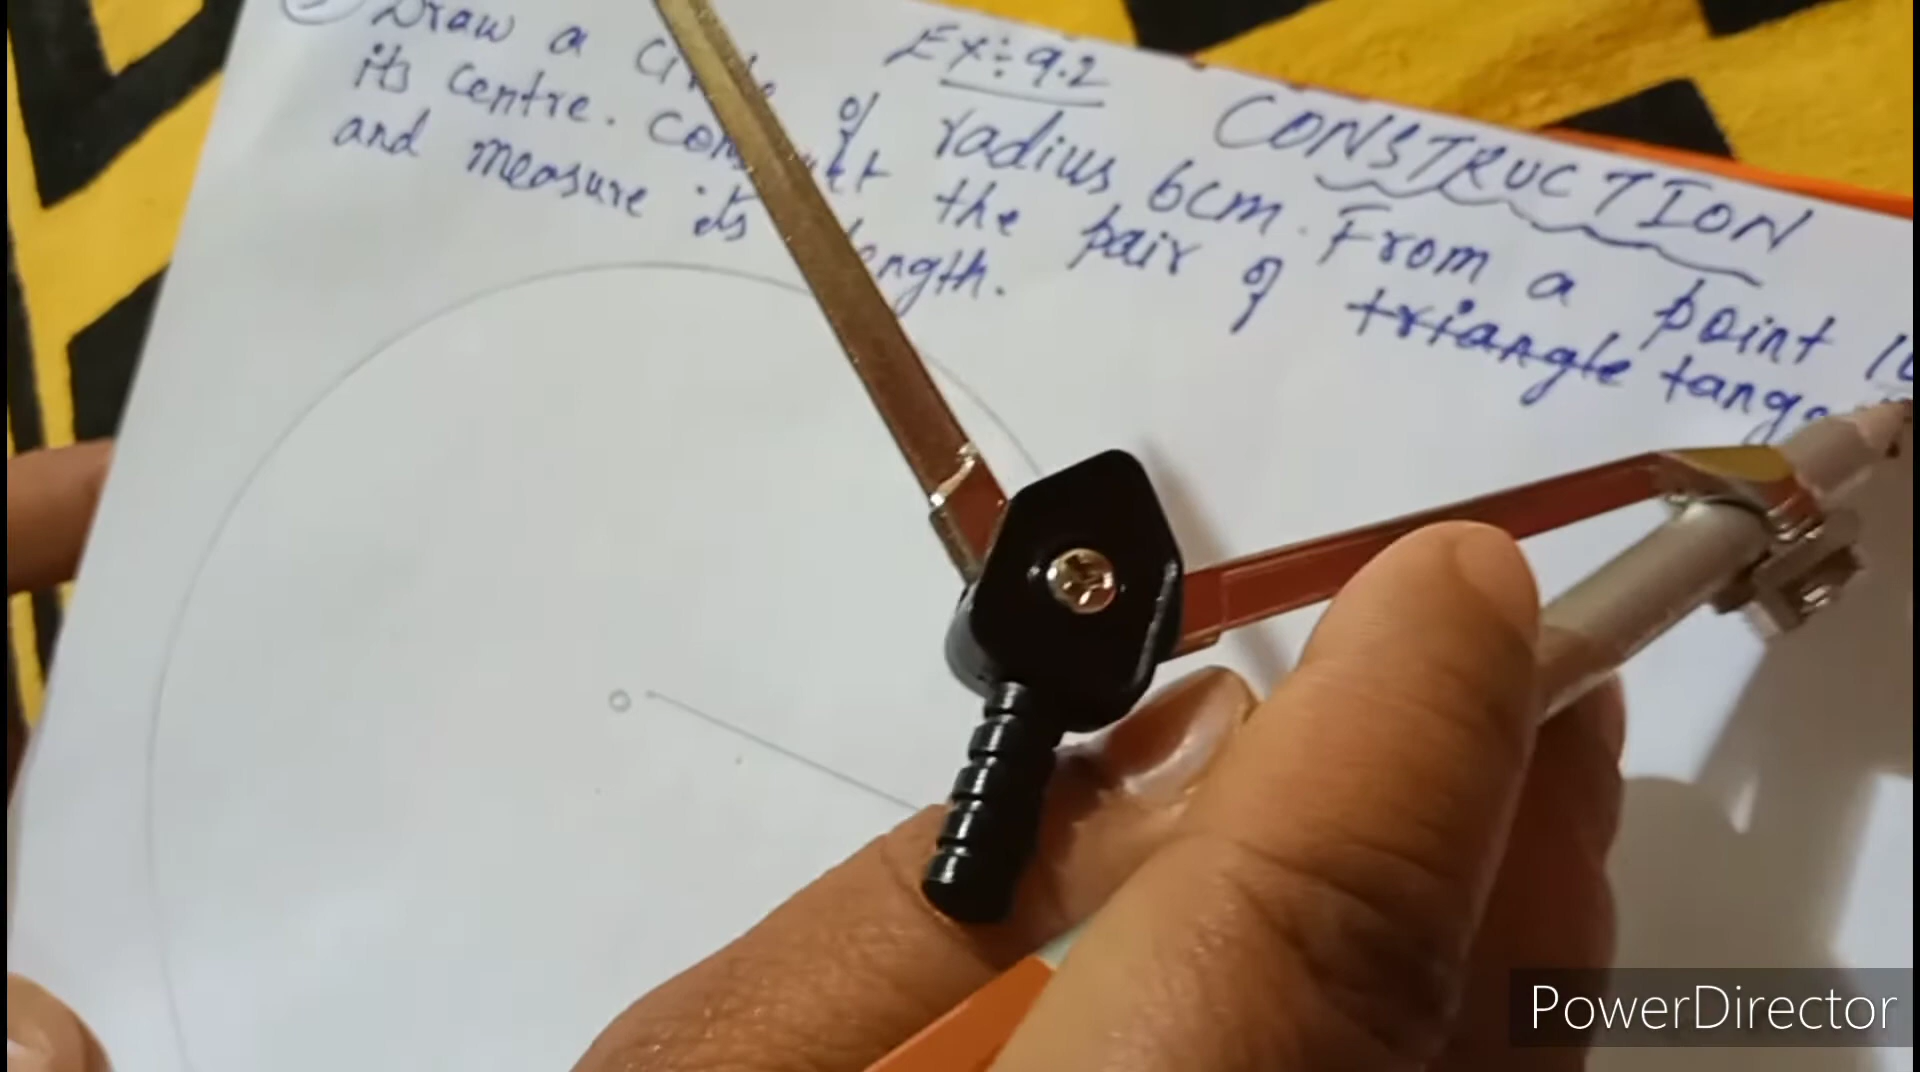 Ex÷9.2
CONSTRUCTION
Draw a of radius 6cm. From a point
its centre. the pair of triangle
and measure its length.
O
PowerDirector